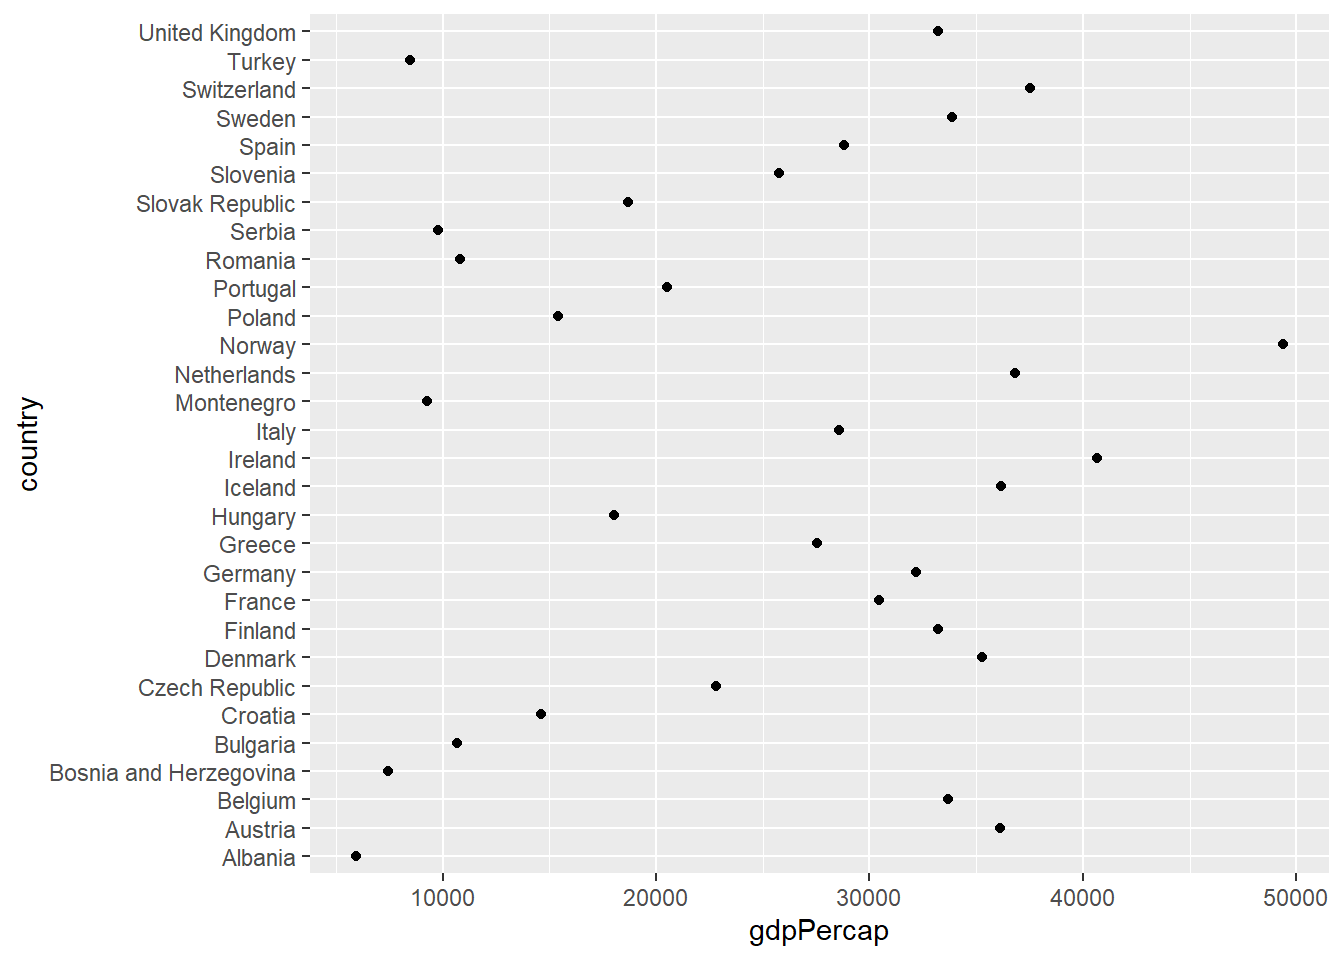 United Kingdom
Turkey
Switzerland
Sweden
Spain
Slovenia
Slovak Republic
Serbia
Romania
Portugal
Poland
Norway
Netherlands
Montenegro
Italy
Ireland
Iceland
Hungary
Greece
Germany
France
Finland
Denmark
Czech Republic
Croatia
Bulgaria
Bosnia and Herzegovina
Belgium
Austria
Albania
country
10000 20000 30000 40000 50000
gdpPercap